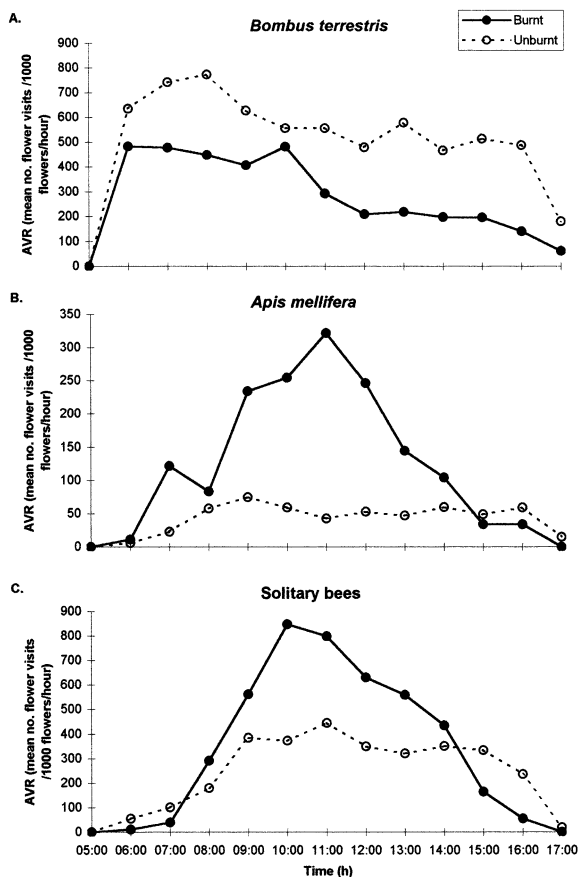 A.
Bombus terrestris
Burnt
Unburnt
AVR (mean no. flower visits /1000
flowers/hour)
900
800
700
600
500
400
300
200
100
0
B.
Apis mellifera
AVR (mean no. flower visits /1000
flowers/hour)
350
300
250
200
150
100
50
0
C.
Solitary bees
AVR (mean no. flower visits
/1000 flowers/hour)
900
800
700
600
500
400
300
200
100
0
05:00 06:00 07:00 08:00 09:00 10:00 11:00 12:00 13:00 14:00 15:00 16:00 17:00
Time (h)